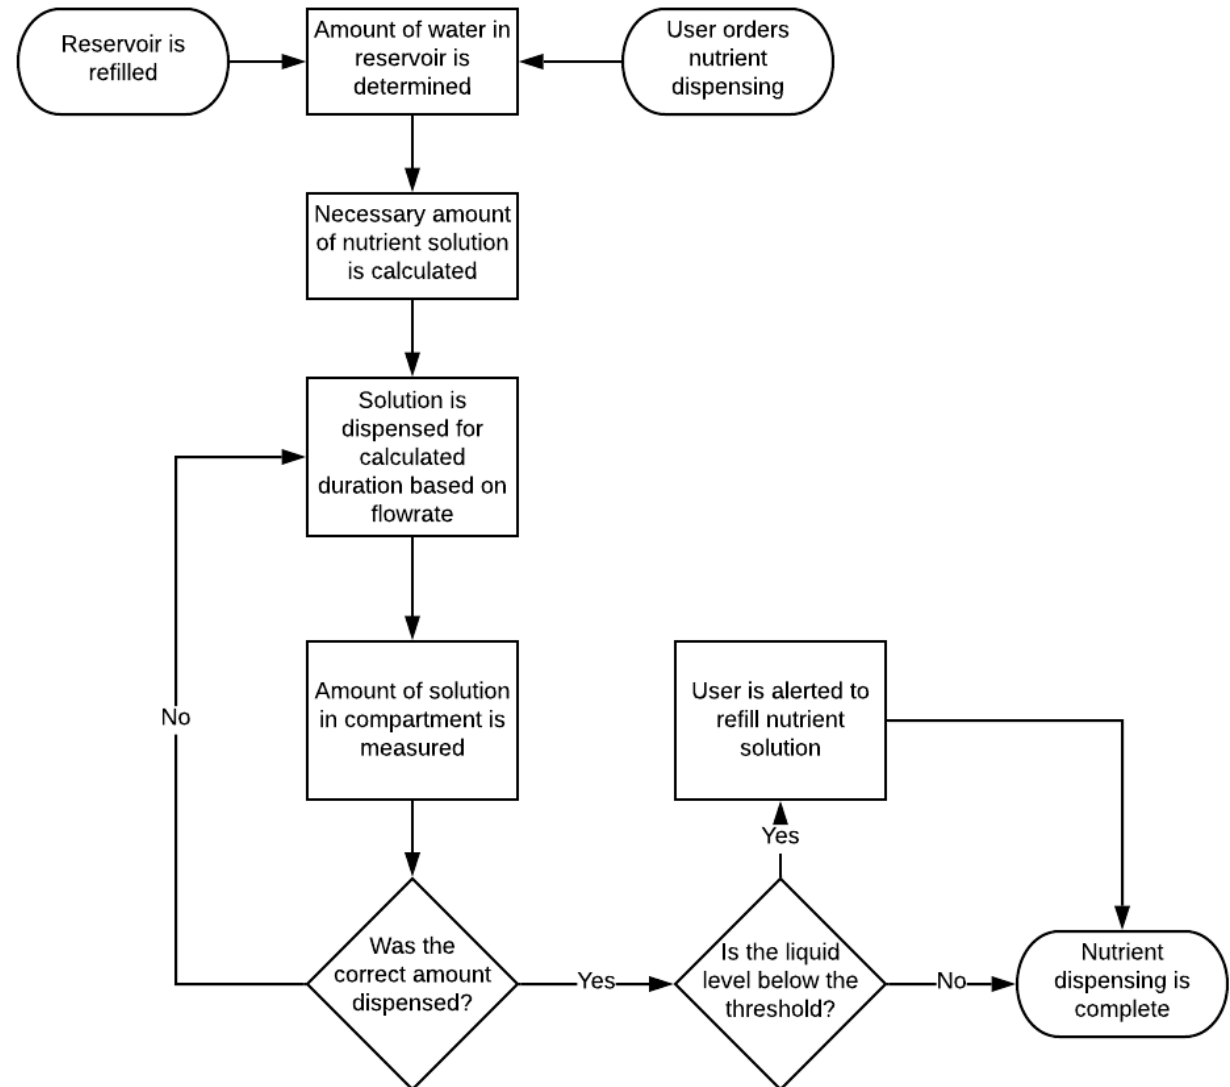 Reservoir is
refilled
Amount of water in
reservoir is
determined
User orders
nutrient
dispensing
Necessary amount
of nutrient solution
is calculated
Solution is
dispensed for
calculated
duration based on
flowrate
No
Amount of solution
in compartment is
measured
User is alerted to
refill nutrient
solution
Yes
Was the
correct amount
dispensed?
Yes
Is the liquid
level below the
threshold?
No
Nutrient
dispensing is
complete